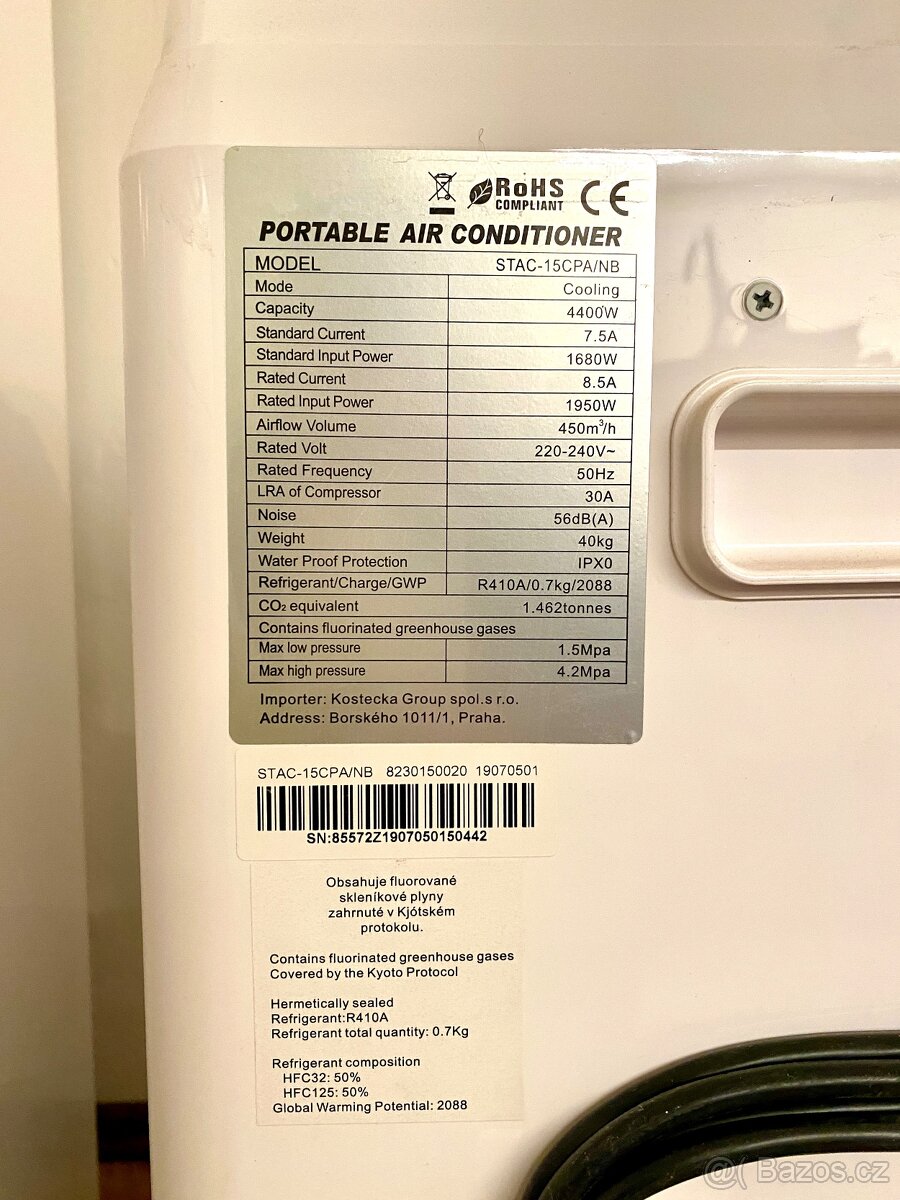 RoHS
COMPLIANT
CE
PORTABLE AIR CONDITIONER
MODEL STAC-15CPA/NB
Mode Cooling
Capacity 4400W
Standard Current 7.5A
Standard Input Power 1680W
Rated Current 8.5A
Rated Input Power 1950W
Airflow Volume 450m³/h
Rated Volt 220-240V~
Rated Frequency 50Hz
LRA of Compressor 30A
Noise 56dB(A)
Weight 40kg
Water Proof Protection IPX0
Refrigerant/Charge/GWP R410A/0.7kg/2088
CO₂ equivalent 1.462tonnes
Contains fluorinated greenhouse gases
Max low pressure 1.5Mpa
Max high pressure 4.2Mpa
Importer: Kostecka Group spol.s r.o.
Address: Borského 1011/1, Praha.
STAC-15CPA/NB 8230150020 19070501
SN:85572Z1907050150442
Obsahuje fluorované
skleníkové plyny
zahrnuté v Kjótském
protokolu.
Contains fluorinated greenhouse gases
Covered by the Kyoto Protocol
Hermetically sealed
Refrigerant:R410A
Refrigerant total quantity: 0.7Kg
Refrigerant composition
HFC32: 50%
HFC125: 50%
Global Warming Potential: 2088
Bazos.cz